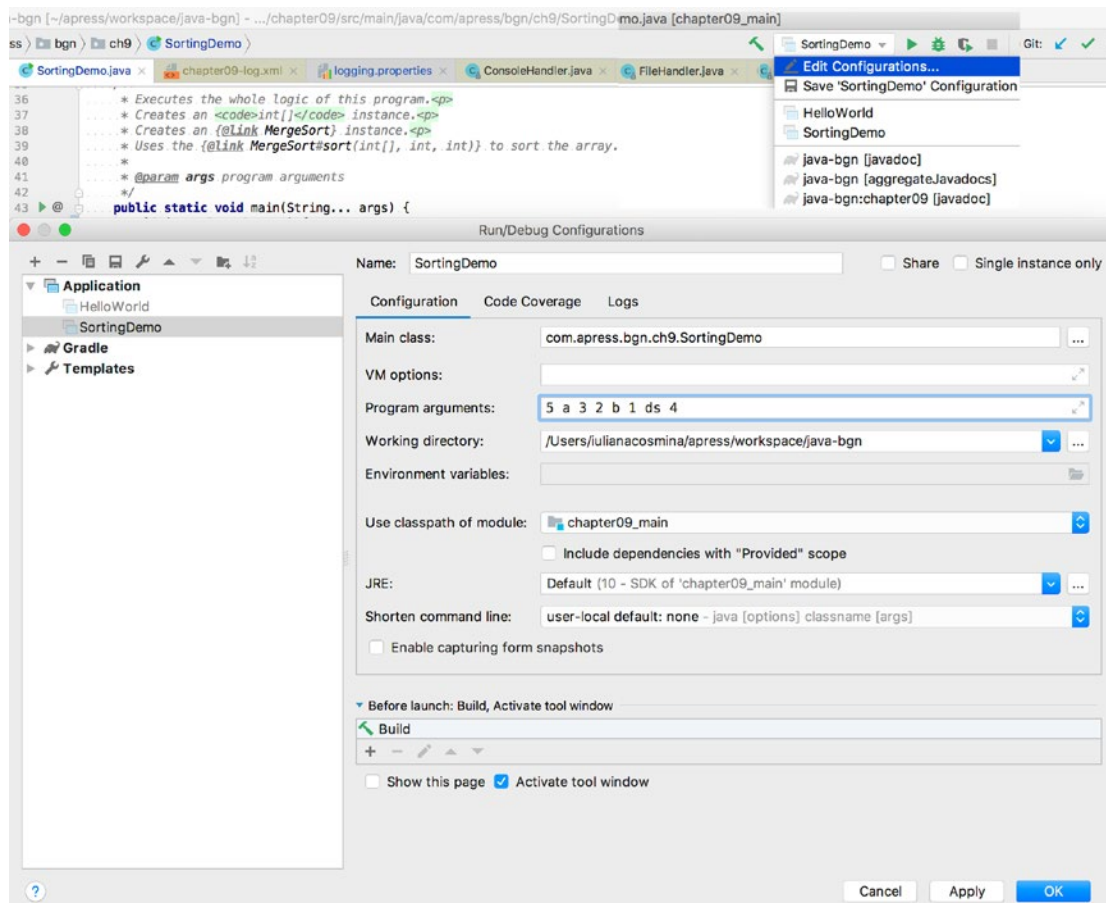 -bgn [~/apress/workspace/java-bgn] - .../chapter09/src/main/java/com/apress/bgn/ch9/SortingDemo.java [chapter09_main]
ss bgn ch9 SortingDemo SortingDemo Git:
SortingDemo.java chapter09-log.xml logging.properties ConsoleHandler.java FileHandler.java
Edit Configurations...
Save 'SortingDemo' Configuration
HelloWorld
SortingDemo
java-bgn [javadoc]
java-bgn [aggregateJavadocs]
java-bgn:chapter09 [javadoc]
36 * Executes the whole logic of this program.<p>
37 * Creates an <code>int[]</code> instance.<p>
38 * Creates an {@link MergeSort} instance.<p>
39 * Uses the {@link MergeSort#sort(int[], int, int)} to sort the array.
40 *
41 * @param args program arguments
42 */
43 @ public static void main(String... args) {
Run/Debug Configurations
Application
HelloWorld
SortingDemo
Gradle
Templates
Name: SortingDemo Share Single instance only
Configuration Code Coverage Logs
Main class: com.apress.bgn.ch9.SortingDemo ...
VM options:
Program arguments: 5 a 3 2 b 1 ds 4
Working directory: /Users/iulianacosmina/apress/workspace/java-bgn ...
Environment variables:
Use classpath of module: chapter09_main
Include dependencies with "Provided" scope
JRE: Default (10 - SDK of 'chapter09_main' module) ...
Shorten command line: user-local default: none - java [options] classname [args]
Enable capturing form snapshots
Before launch: Build, Activate tool window
Build
Show this page Activate tool window
? Cancel Apply OK